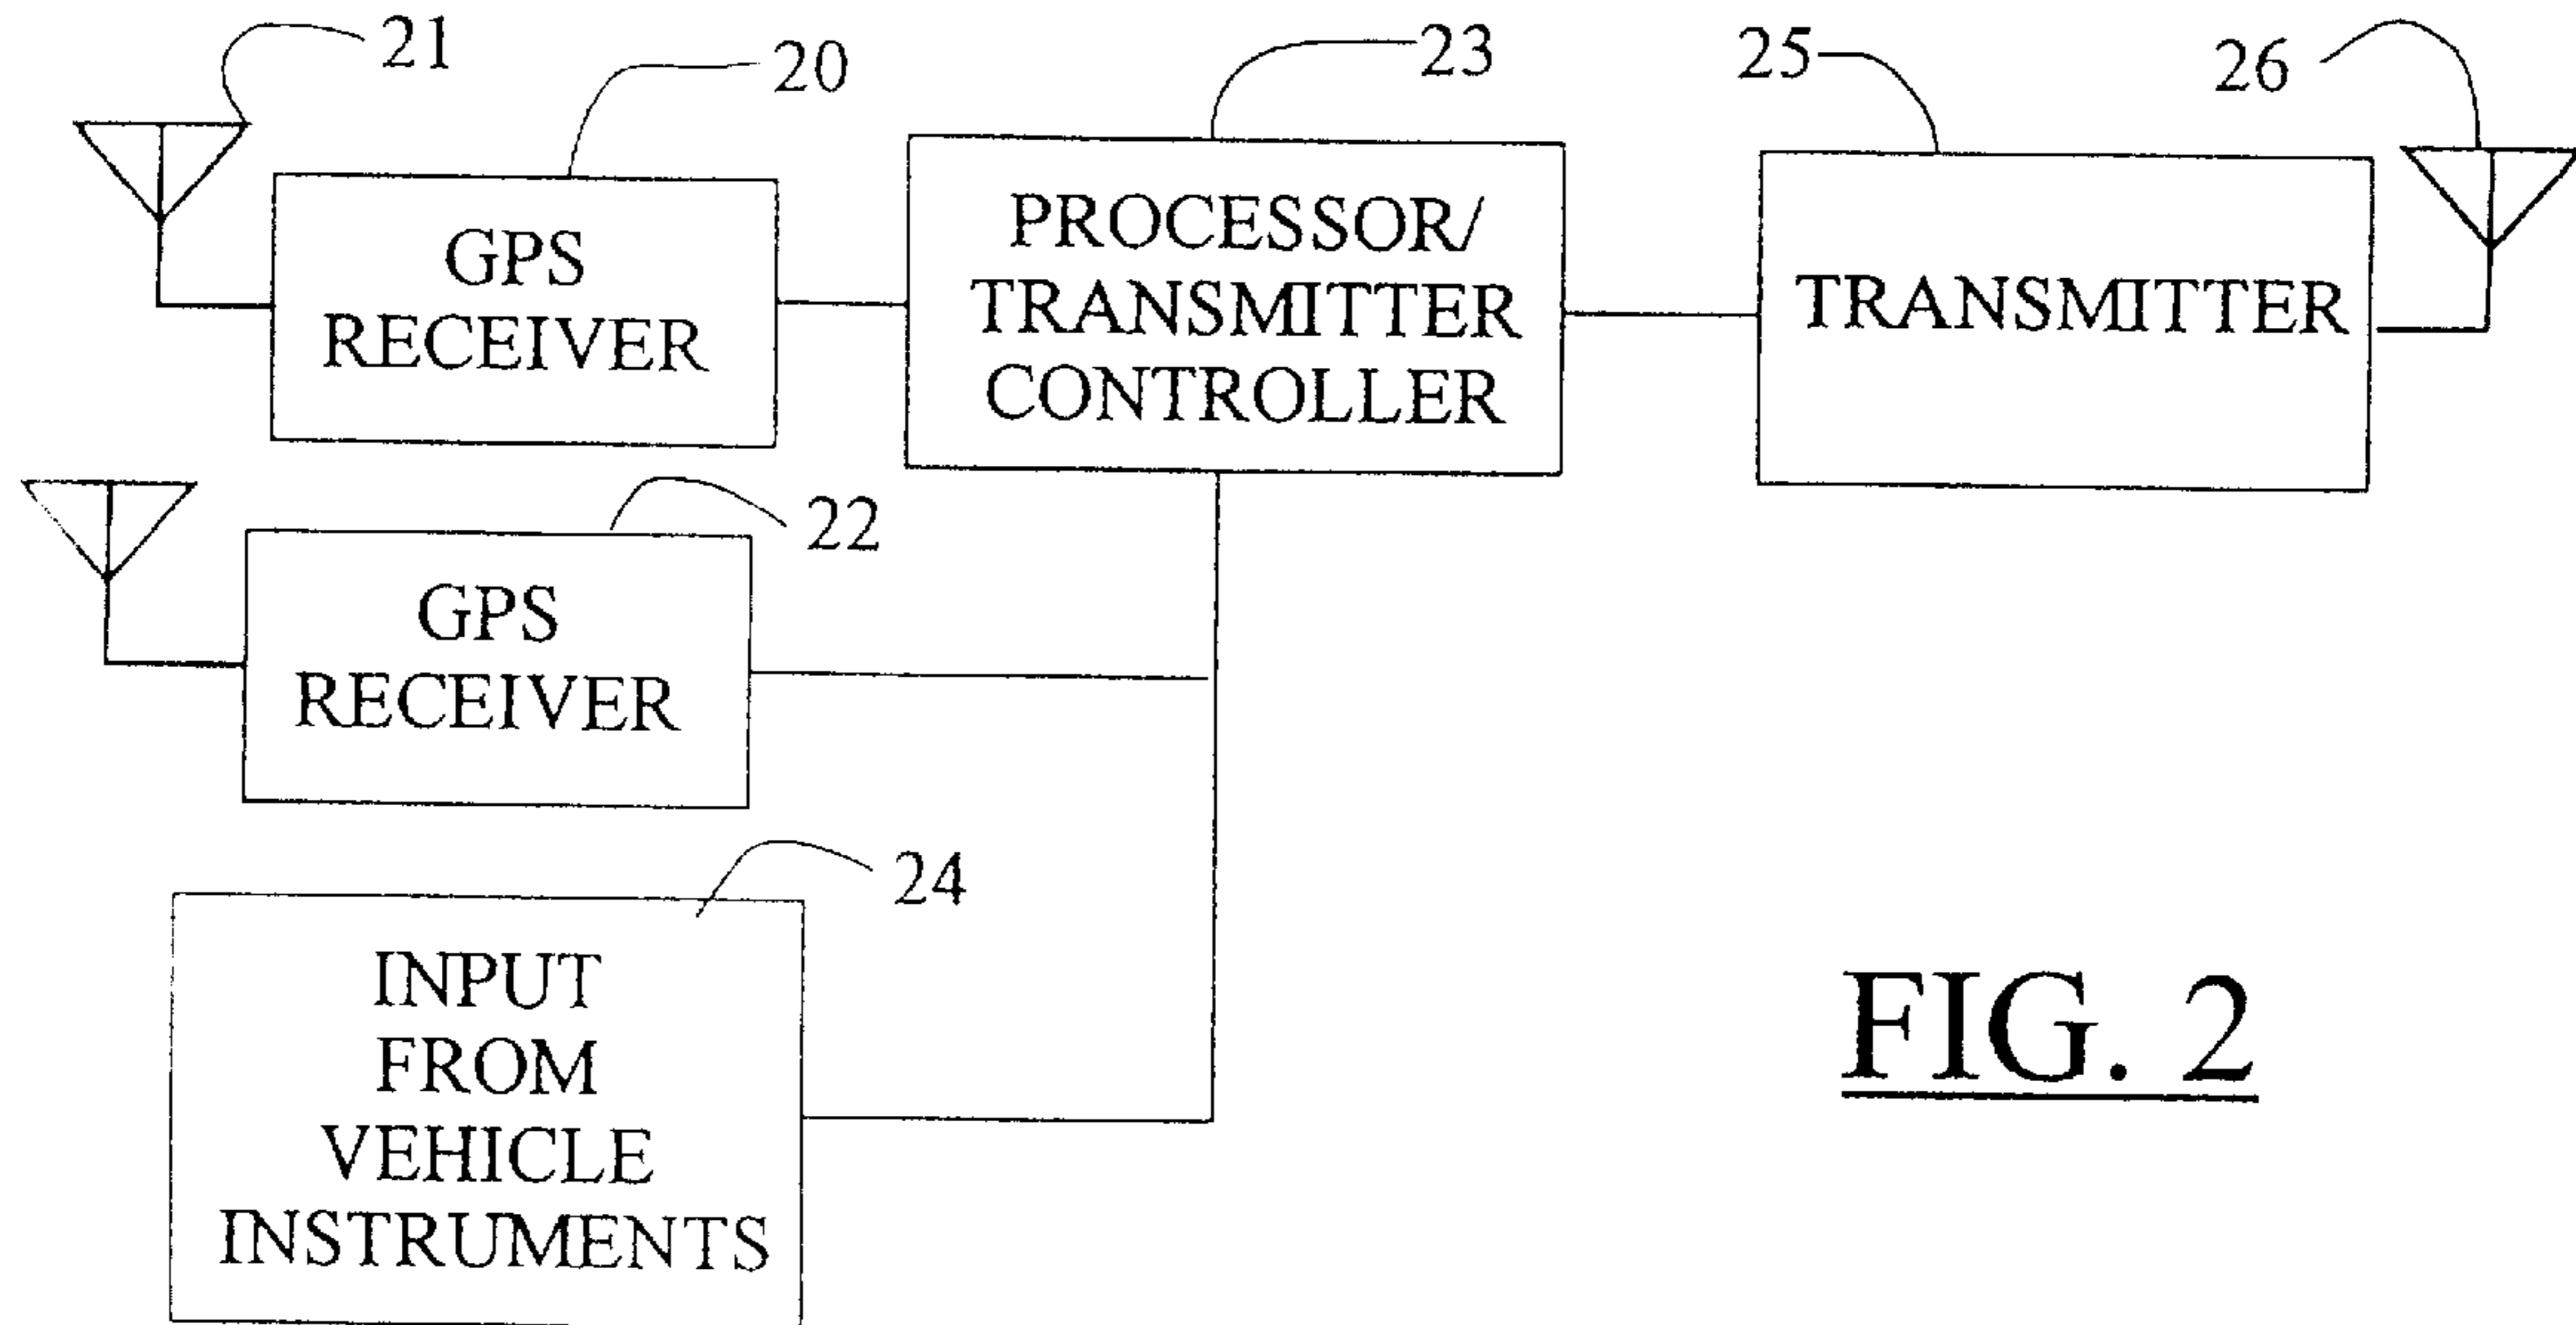 21
20
23
25
26
GPS
RECEIVER
PROCESSOR/
TRANSMITTER
CONTROLLER
TRANSMITTER
22
GPS
RECEIVER
24
INPUT
FROM
VEHICLE
INSTRUMENTS
FIG. 2